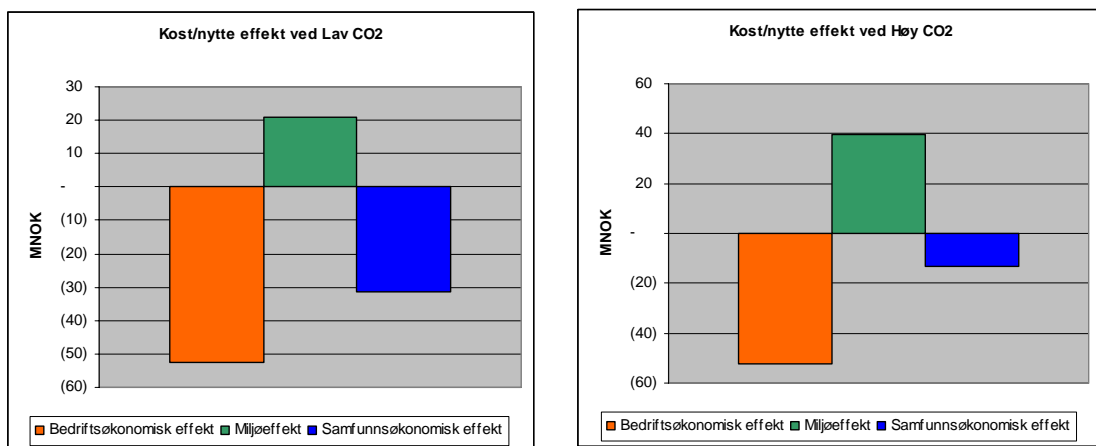 Kost/nytte effekt ved Lav CO2
30
20
10
-
(10)
(20)
(30)
(40)
(50)
(60)
MNOK
Bedriftsøkonomisk effekt Miljøeffekt Samfunnsøkonomisk effekt
Kost/nytte effekt ved Høy CO2
60
40
20
-
(20)
(40)
(60)
MNOK
Bedriftsøkonomisk effekt Miljøeffekt Samfunnsøkonomisk effekt